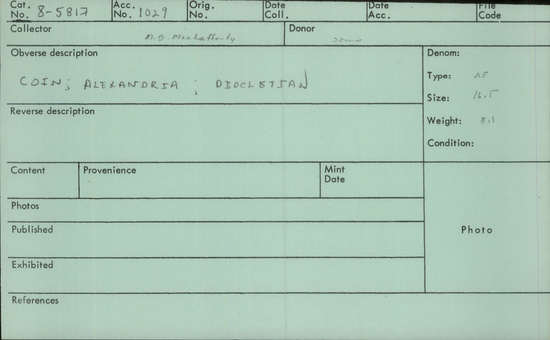 Cat. No. 8-5817 Acc. No. 1029 Orig. No. Date Coll. Date Acc. File Code
Collector Donor
Obverse description Denom:
COIN; ALEXANDRIA; DIOCLETIAN
Type:
Size: 16.5
Reverse description
Weight: 8.1
Condition:
Content Provenience Mint Date
Photos
Published Photo
Exhibited
References